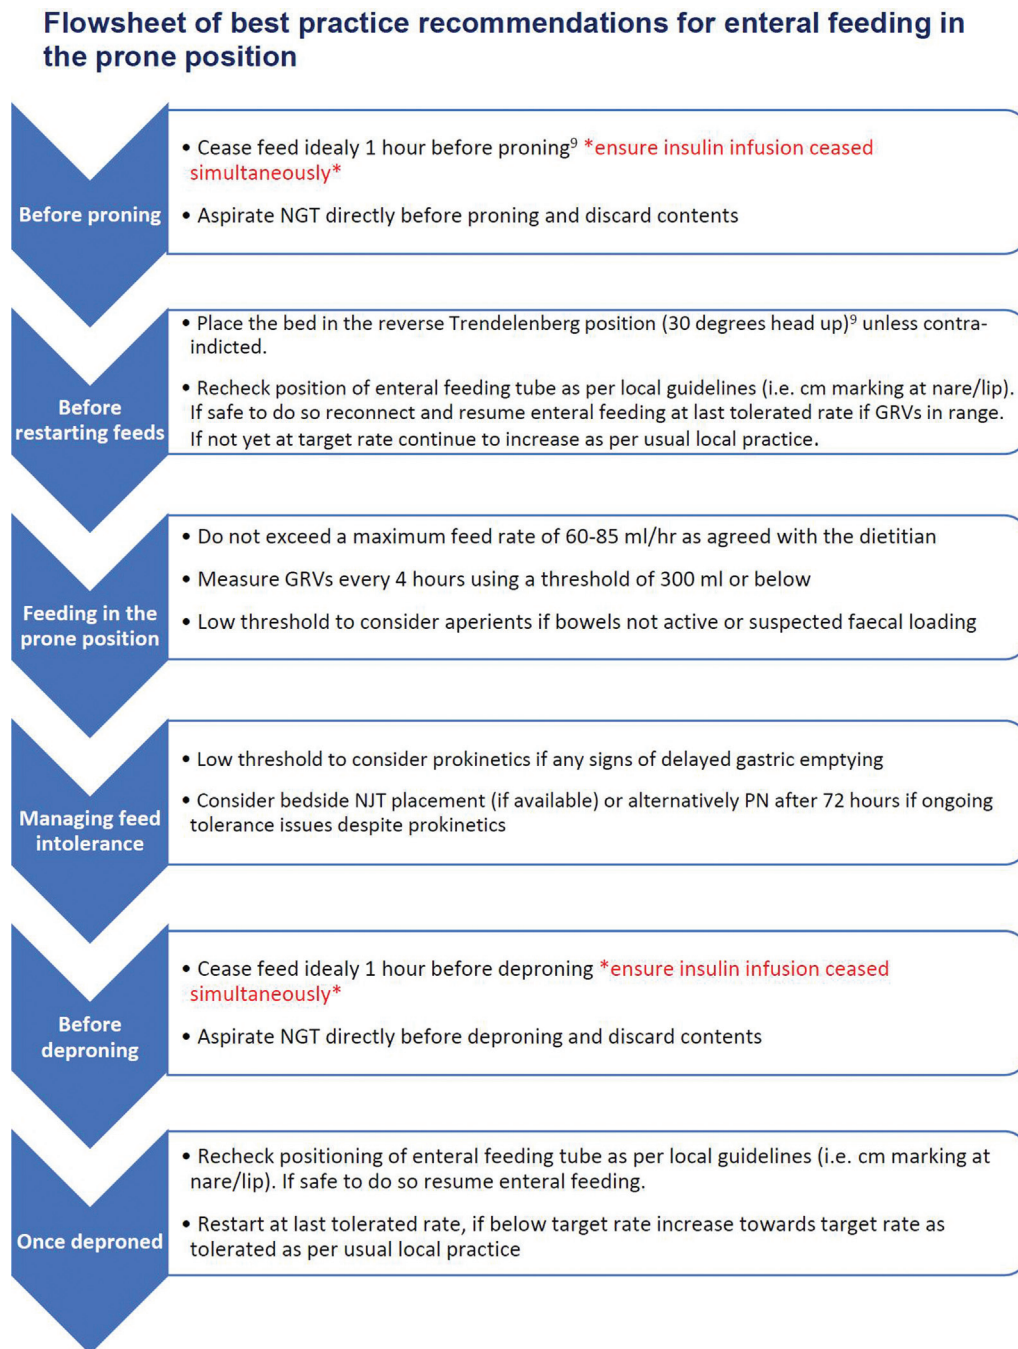 Flowsheet of best practice recommendations for enteral feeding in
the prone position
Before proning
• Cease feed idealy 1 hour before proning⁹ *ensure insulin infusion ceased
simultaneously*
• Aspirate NGT directly before proning and discard contents
Before
restarting feeds
• Place the bed in the reverse Trendelenberg position (30 degrees head up)⁹ unless contra-
indicted.
• Recheck position of enteral feeding tube as per local guidelines (i.e. cm marking at nare/lip).
If safe to do so reconnect and resume enteral feeding at last tolerated rate if GRVs in range.
If not yet at target rate continue to increase as per usual local practice.
Feeding in the
prone position
• Do not exceed a maximum feed rate of 60-85 ml/hr as agreed with the dietitian
• Measure GRVs every 4 hours using a threshold of 300 ml or below
• Low threshold to consider aperients if bowels not active or suspected faecal loading
Managing feed
intolerance
• Low threshold to consider prokinetics if any signs of delayed gastric emptying
• Consider bedside NJT placement (if available) or alternatively PN after 72 hours if ongoing
tolerance issues despite prokinetics
Before
deproning
• Cease feed idealy 1 hour before deproning *ensure insulin infusion ceased
simultaneously*
• Aspirate NGT directly before deproning and discard contents
Once deproned
• Recheck positioning of enteral feeding tube as per local guidelines (i.e. cm marking at
nare/lip). If safe to do so resume enteral feeding.
• Restart at last tolerated rate, if below target rate increase towards target rate as
tolerated as per usual local practice